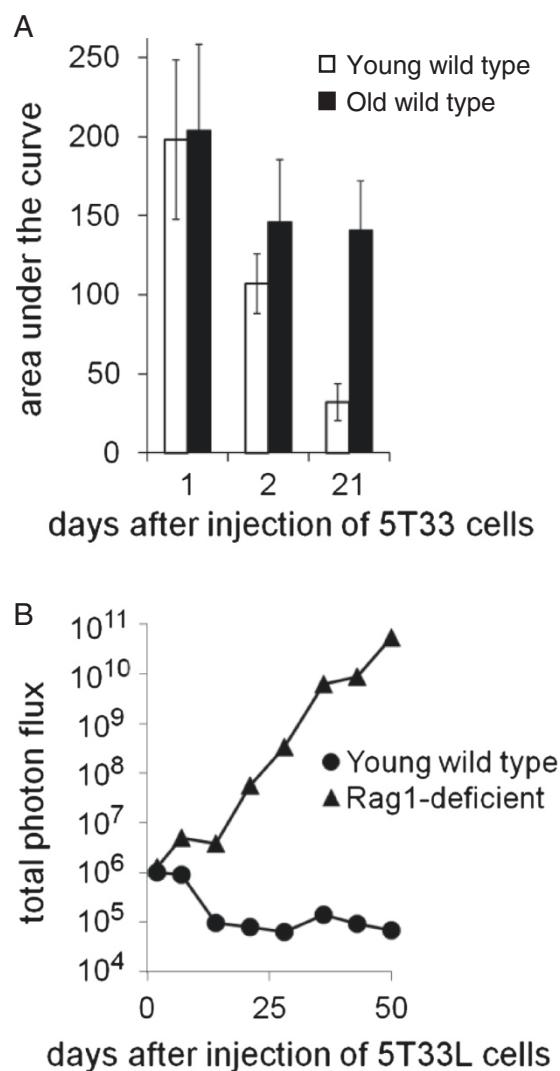 A
area under the curve
250
200
150
100
50
0
Young wild type
Old wild type
1 2 21
days after injection of 5T33 cells
B
total photon flux
10¹¹
10¹⁰
10⁹
10⁸
10⁷
10⁶
10⁵
10⁴
Young wild type
Rag1-deficient
0 25 50
days after injection of 5T33L cells